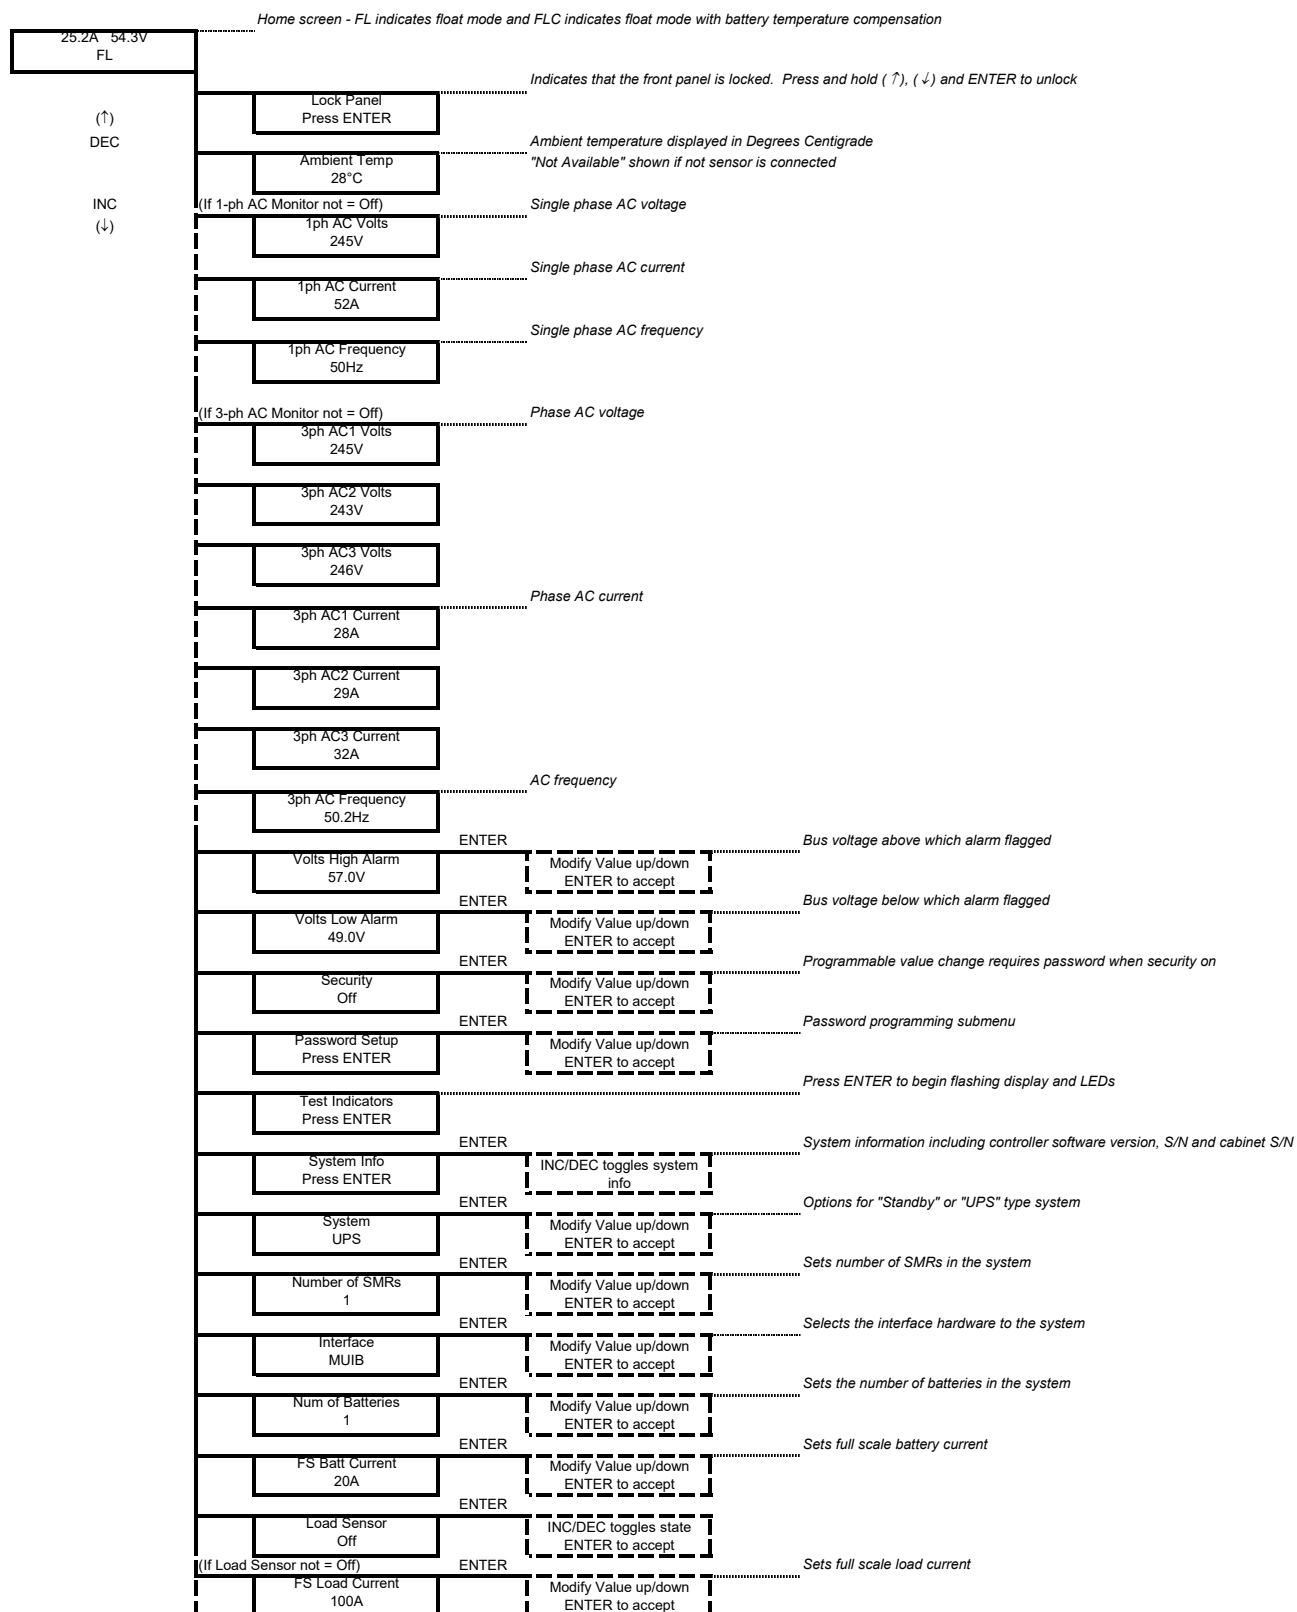 Home screen - FL indicates float mode and FLC indicates float mode with battery temperature compensation
25.2A 54.3V
FL
Indicates that the front panel is locked. Press and hold (↑), (↓) and ENTER to unlock
Lock Panel
Press ENTER
(↑)
DEC
Ambient temperature displayed in Degrees Centigrade
"Not Available" shown if not sensor is connected
Ambient Temp
28°C
INC
(↓)
(If 1-ph AC Monitor not = Off)
Single phase AC voltage
1ph AC Volts
245V
Single phase AC current
1ph AC Current
52A
Single phase AC frequency
1ph AC Frequency
50Hz
(If 3-ph AC Monitor not = Off)
Phase AC voltage
3ph AC1 Volts
245V
3ph AC2 Volts
243V
3ph AC3 Volts
246V
Phase AC current
3ph AC1 Current
28A
3ph AC2 Current
29A
3ph AC3 Current
32A
AC frequency
3ph AC Frequency
50.2Hz
ENTER
Bus voltage above which alarm flagged
Volts High Alarm
57.0V
Modify Value up/down
ENTER to accept
ENTER
Bus voltage below which alarm flagged
Volts Low Alarm
49.0V
Modify Value up/down
ENTER to accept
ENTER
Programmable value change requires password when security on
Security
Off
Modify Value up/down
ENTER to accept
ENTER
Password programming submenu
Password Setup
Press ENTER
Modify Value up/down
ENTER to accept
Press ENTER to begin flashing display and LEDs
Test Indicators
Press ENTER
ENTER
System information including controller software version, S/N and cabinet S/N
System Info
Press ENTER
INC/DEC toggles system
info
ENTER
Options for "Standby" or "UPS" type system
System
UPS
Modify Value up/down
ENTER to accept
ENTER
Sets number of SMRs in the system
Number of SMRs
1
Modify Value up/down
ENTER to accept
ENTER
Selects the interface hardware to the system
Interface
MUIB
Modify Value up/down
ENTER to accept
ENTER
Sets the number of batteries in the system
Num of Batteries
1
Modify Value up/down
ENTER to accept
ENTER
Sets full scale battery current
FS Batt Current
20A
Modify Value up/down
ENTER to accept
ENTER
Load Sensor
Off
INC/DEC toggles state
ENTER to accept
(If Load Sensor not = Off)
ENTER
Sets full scale load current
FS Load Current
100A
Modify Value up/down
ENTER to accept